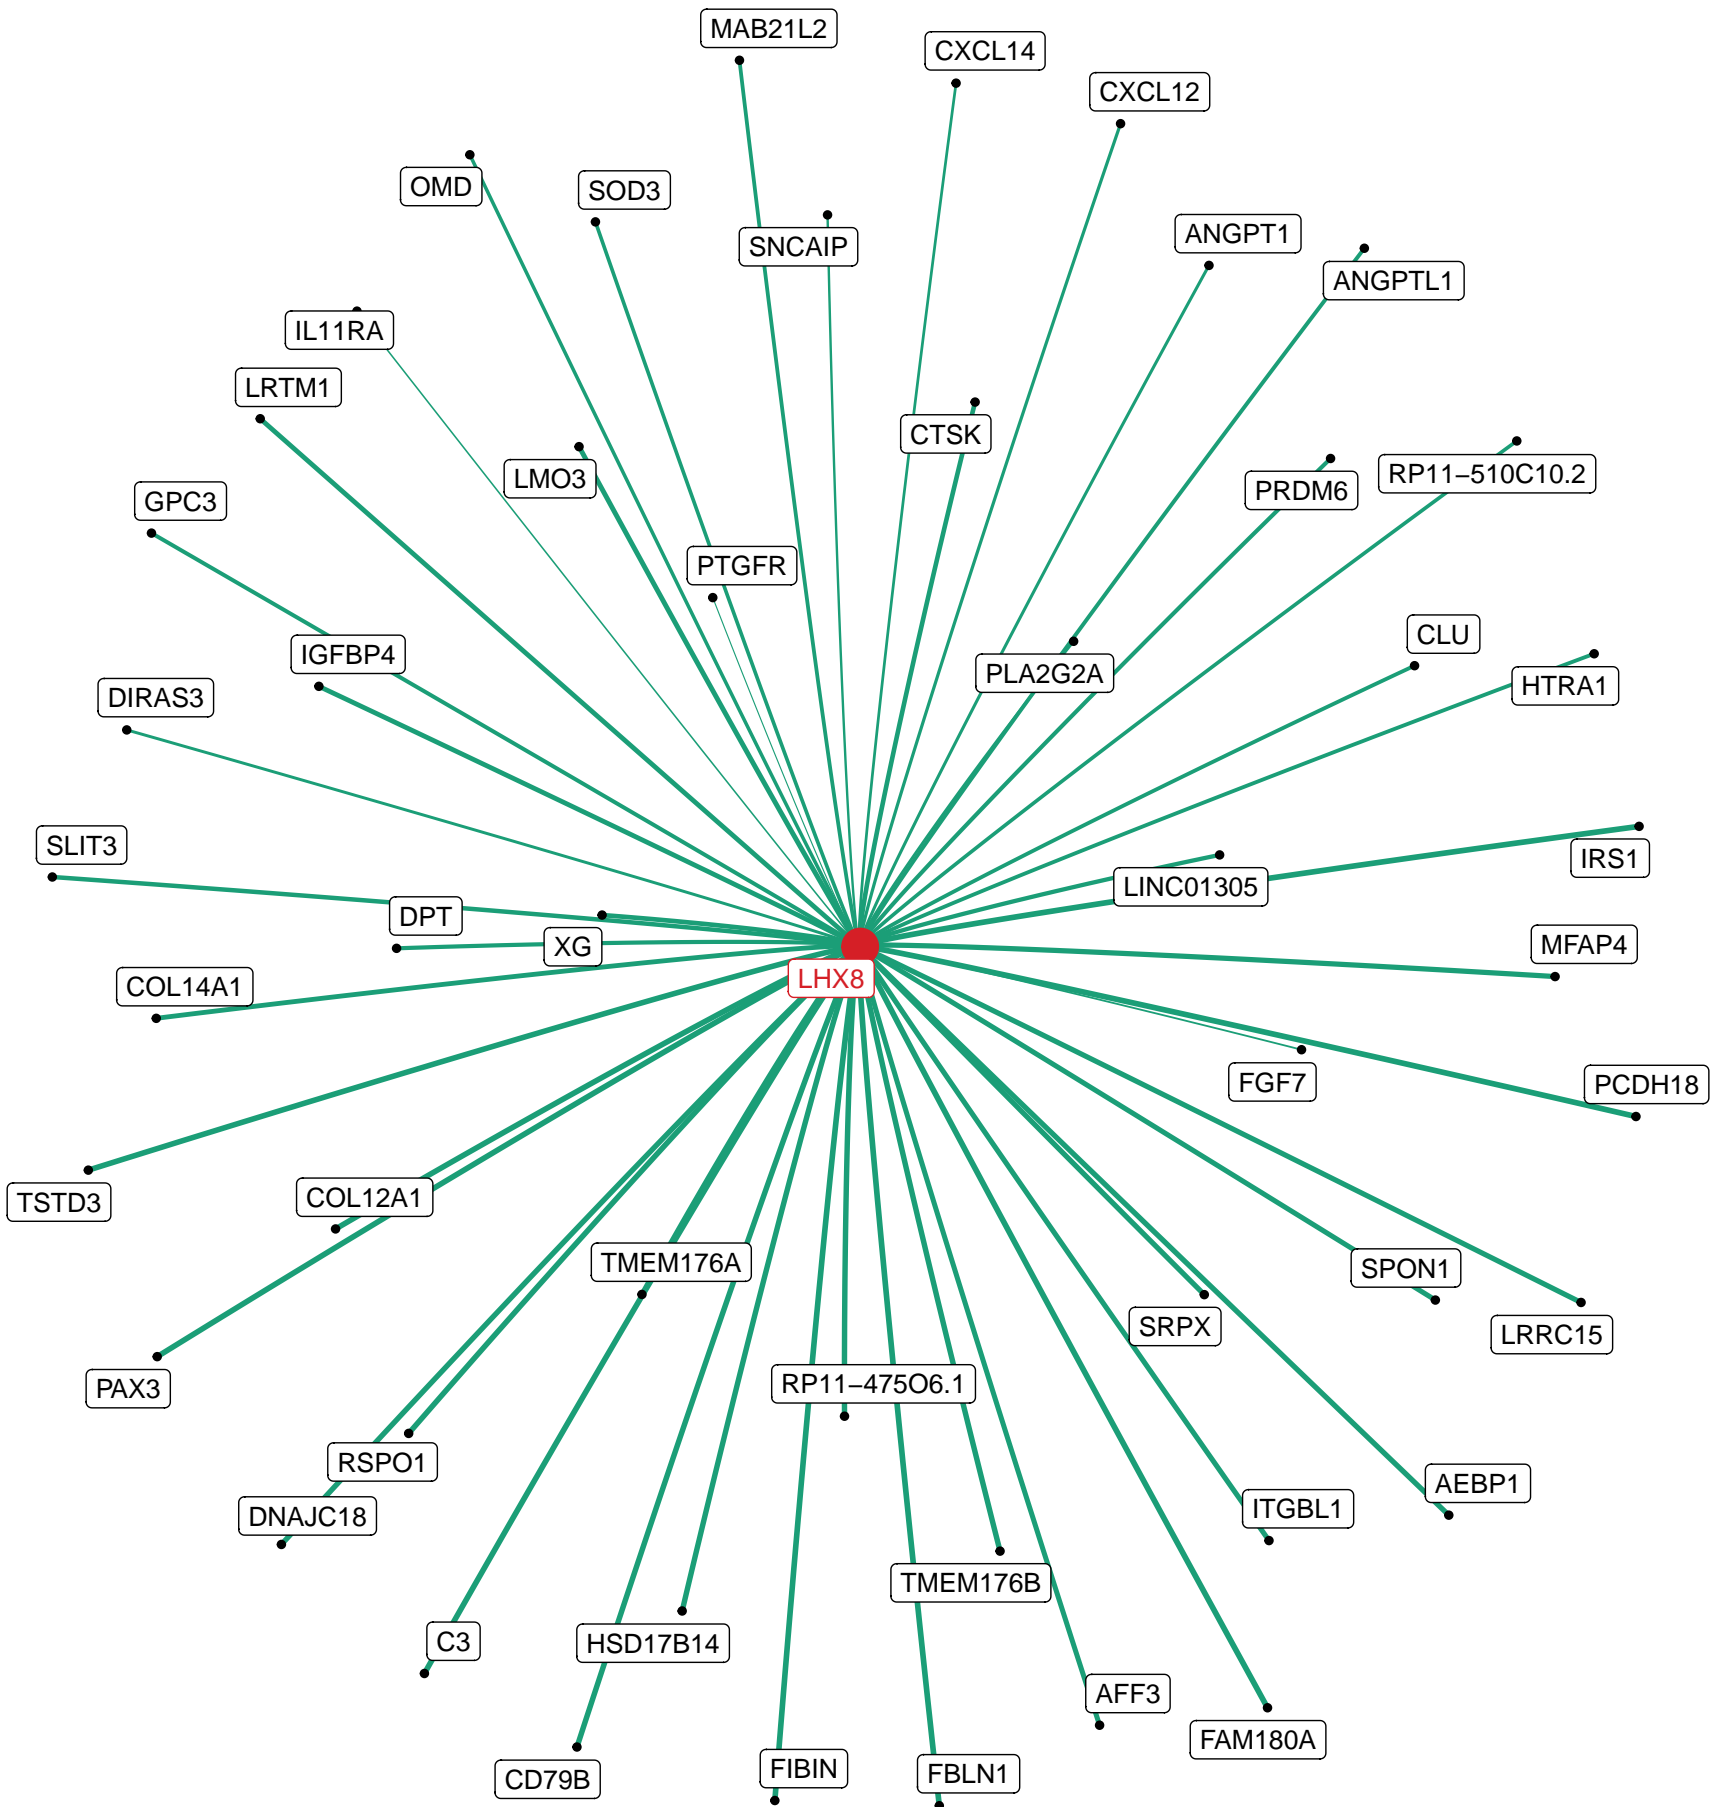 MAB21L2
CXCL14
CXCL12
OMD
SOD3
SNCAIP
ANGPT1
ANGPTL1
IL11RA
LRTM1
CTSK
LMO3
RP11−510C10.2
PRDM6
GPC3
PTGFR
CLU
IGFBP4
PLA2G2A
HTRA1
DIRAS3
SLIT3
IRS1
LINC01305
DPT
XG
MFAP4
LHX8
COL14A1
FGF7
PCDH18
COL12A1
TSTD3
TMEM176A
SPON1
SRPX
LRRC15
RP11−475O6.1
PAX3
RSPO1
AEBP1
ITGBL1
DNAJC18
TMEM176B
C3
HSD17B14
AFF3
FAM180A
FIBIN
FBLN1
CD79B